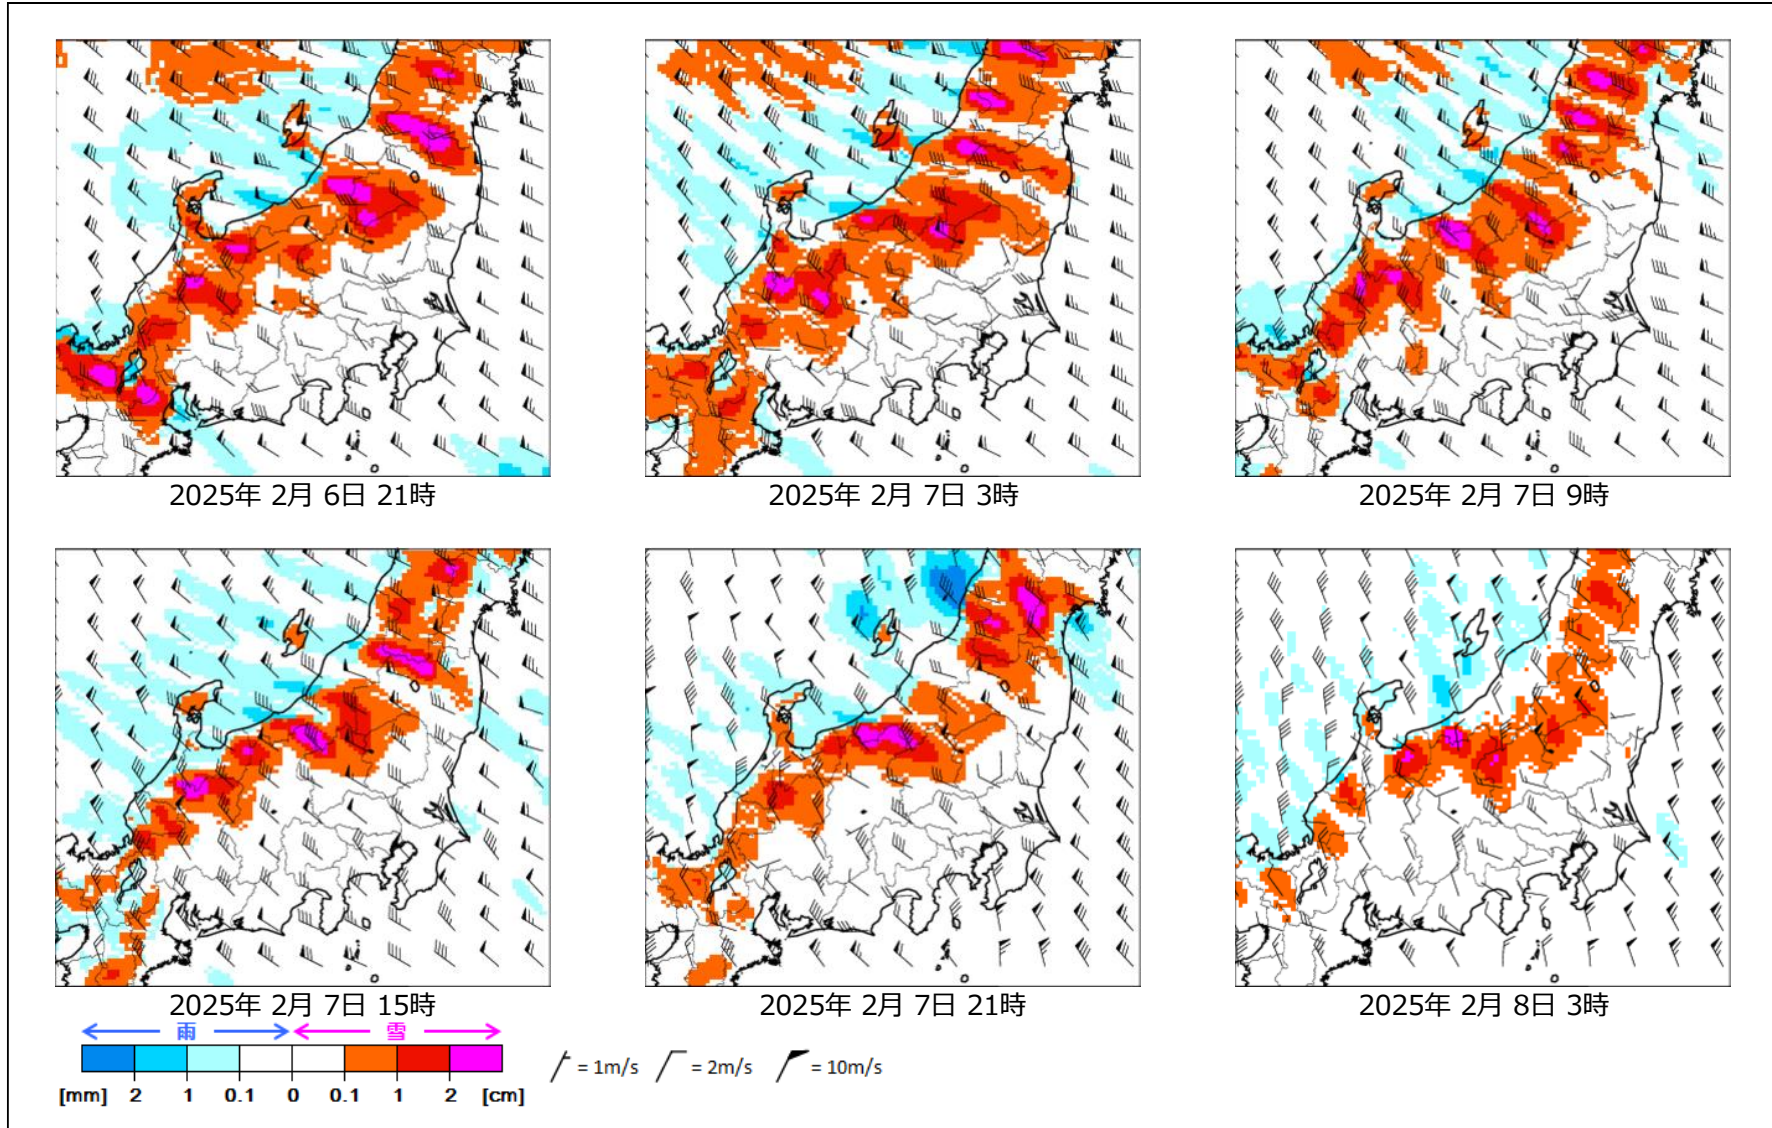 2025年 2月 6日 21時
2025年 2月 7日 3時
2025年 2月 7日 9時
2025年 2月 7日 15時
2025年 2月 7日 21時
2025年 2月 8日 3時
雨 雪
[mm] 2 1 0.1 0 0.1 1 2 [cm]
= 1m/s = 2m/s = 10m/s